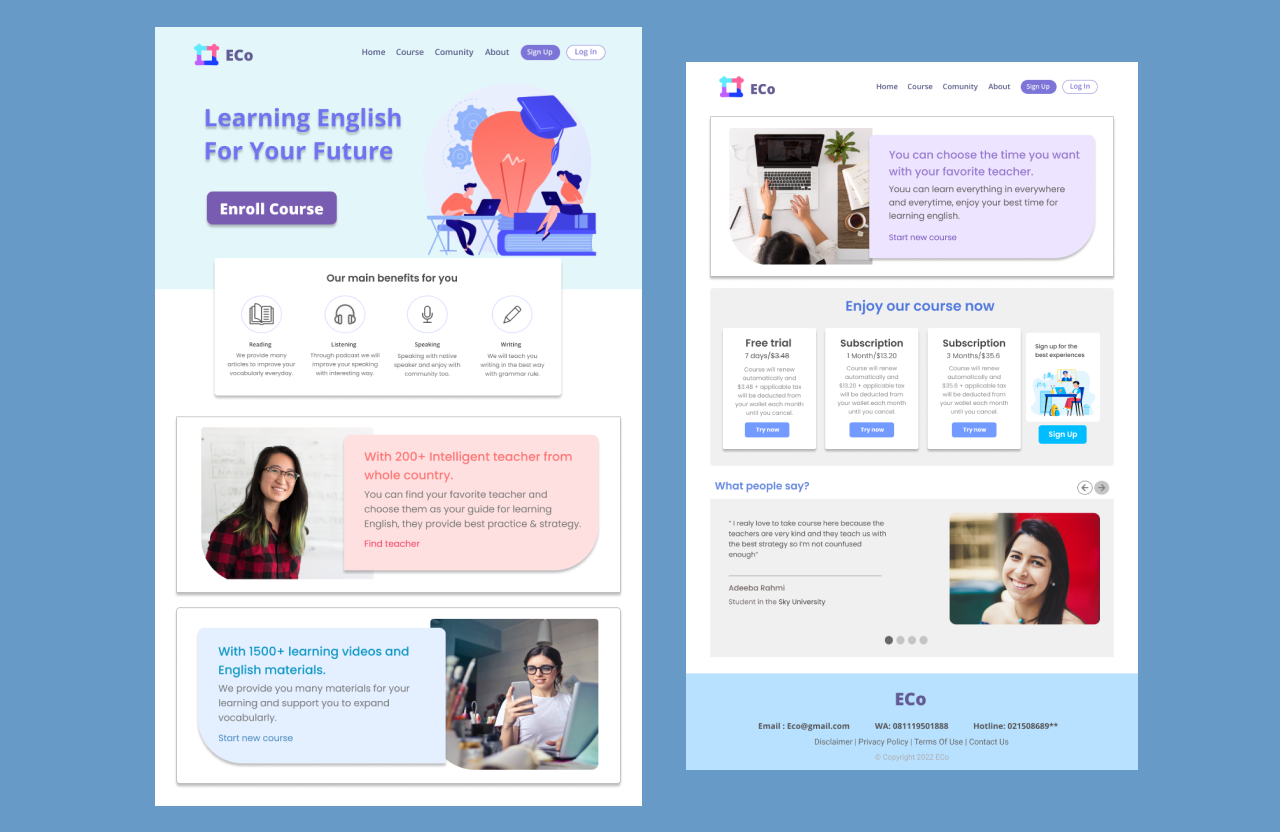 ECo
Home Course Comunity About Sign Up Log In
Learning English
For Your Future
Enroll Course
Our main benefits for you
Reading
We provide many
articles to improve your
vocabularly everyday.
Listening
Through podcast we will
improve your speaking
with interesting way.
Speaking
Speaking with native
speaker and enjoy with
community too.
Writing
We will teach you
writing in the best way
with grammar rule.
With 200+ Intelligent teacher from
whole country.
You can find your favorite teacher and
choose them as your guide for learning
English, they provide best practice & strategy.
Find teacher
With 1500+ learning videos and
English materials.
We provide you many materials for your
learning and support you to expand
vocabularly.
Start new course
ECo
Home Course Comunity About Sign Up Log In
You can choose the time you want
with your favorite teacher.
Youu can learn everything in everywhere
and everytime, enjoy your best time for
learning english.
Start new course
Enjoy our course now
Free trial
7 days/$3.48
Course will renew
automatically and
$3.48 + applicable tax
will be deducted from
your wallet each month
until you cancel.
Try now
Subscription
1 Month/$13.20
Course will renew
automatically and
$13.20 + applicable tax
will be deducted from
your wallet each month
until you cancel.
Try now
Subscription
3 Months/$35.6
Course will renew
automatically and
$35.6 + applicable tax
will be deducted from
your wallet each month
until you cancel.
Try now
Sign up for the
best experiences
Sign Up
What people say?
" I realy love to take course here because the
teachers are very kind and they teach us with
the best strategy so I'm not counfused
enough"
Adeeba Rahmi
Student in the Sky University
ECo
Email : Eco@gmail.com WA: 081119501888 Hotline: 021508689**
Disclaimer | Privacy Policy | Terms Of Use | Contact Us
© Copyright 2022 ECo